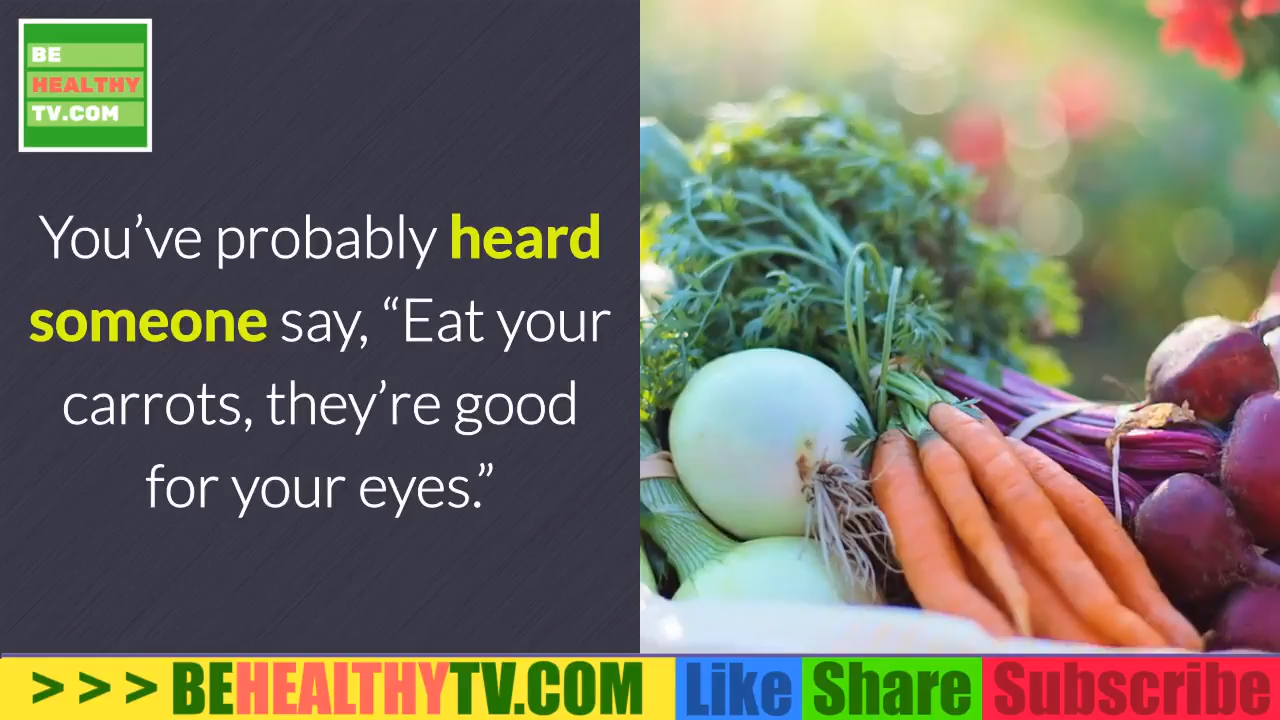 BE
HEALTHY
TV.COM
You’ve probably heard
someone say, “Eat your
carrots, they’re good
for your eyes.”
> > > BEHEALTHYTV.COM Like Share Subscribe